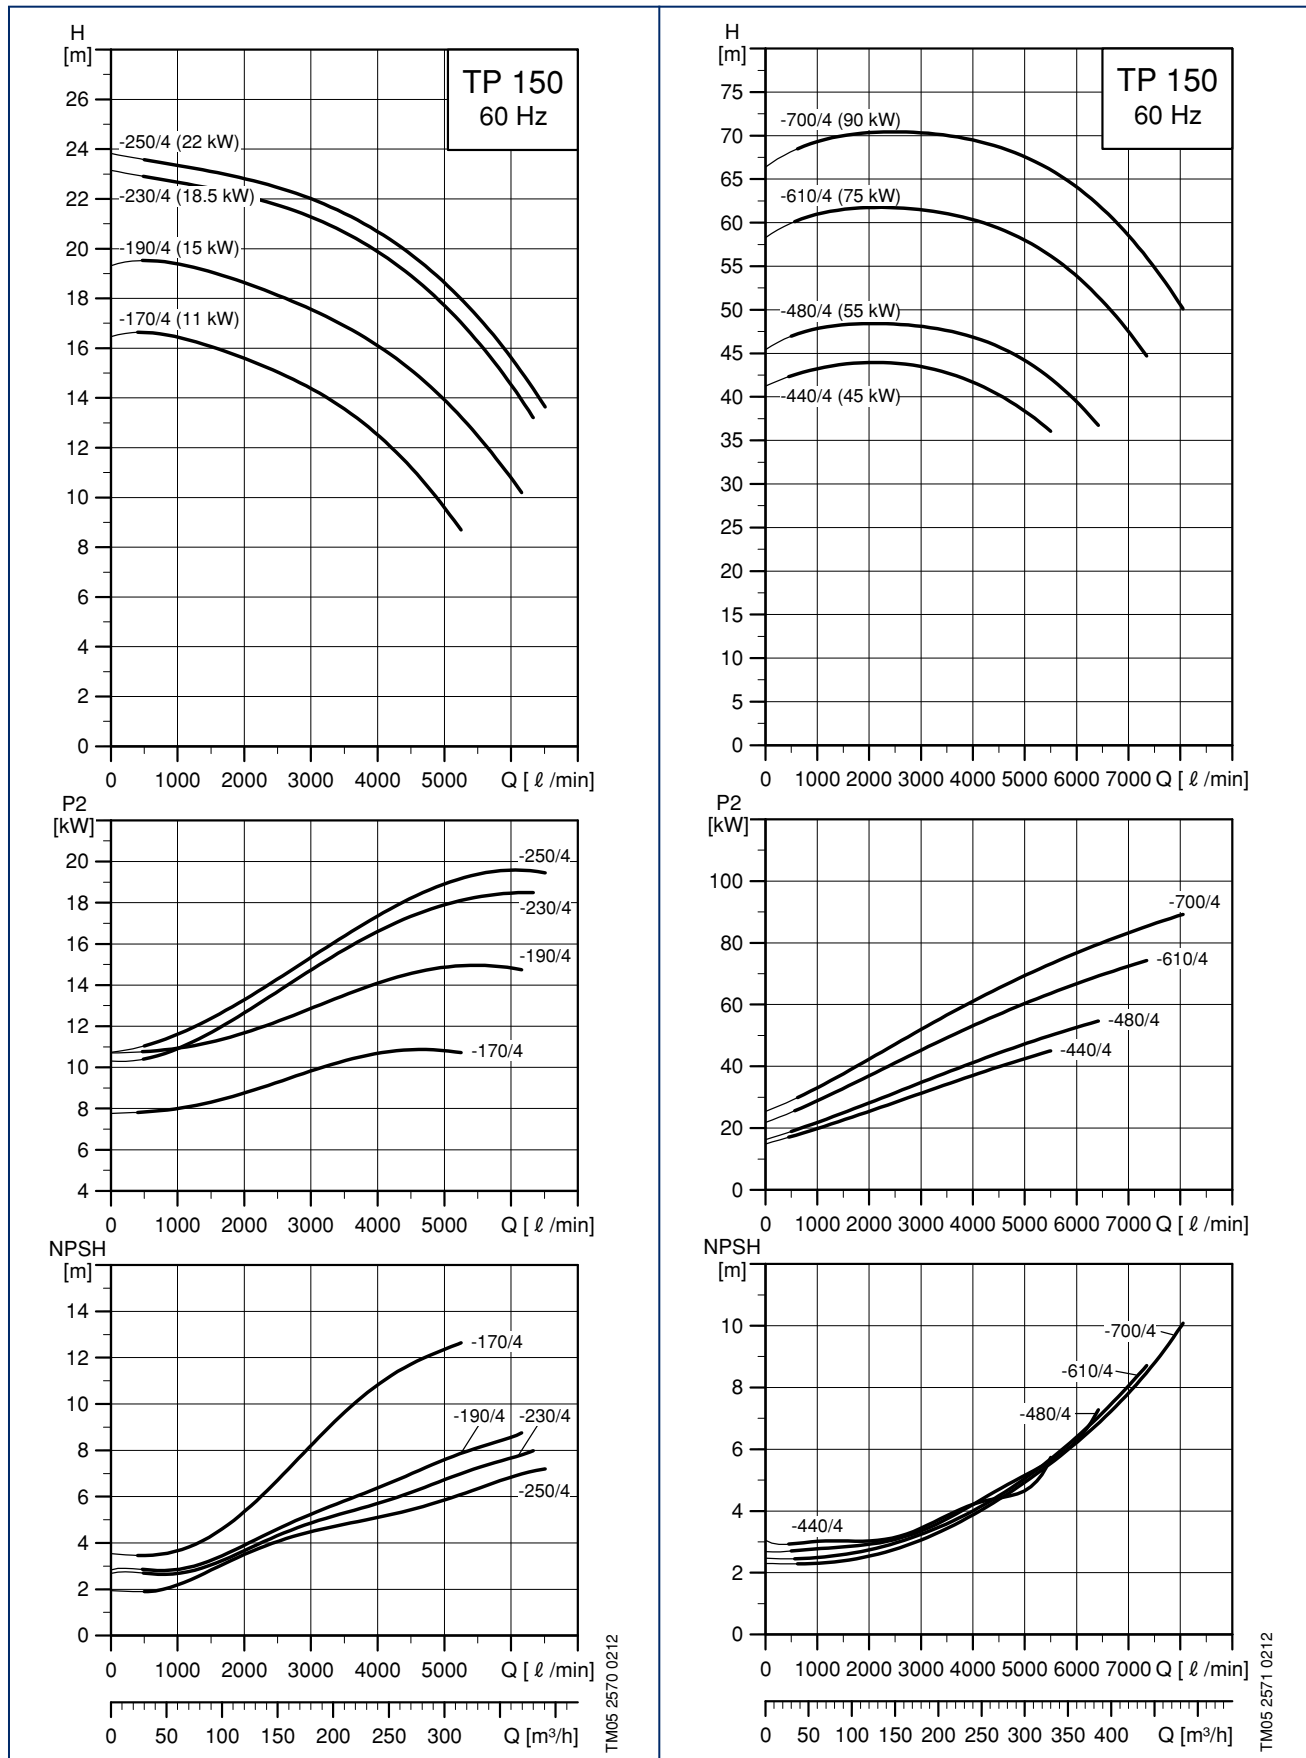 H
[m]
TP 150
60 Hz
26
24
22
20
18
16
14
12
10
8
6
4
2
0
-250/4 (22 kW)
-230/4 (18.5 kW)
-190/4 (15 kW)
-170/4 (11 kW)
0 1000 2000 3000 4000 5000 Q [ ℓ /min]
P2
[kW]
20
18
16
14
12
10
8
6
4
-250/4
-230/4
-190/4
-170/4
0 1000 2000 3000 4000 5000 Q [ ℓ /min]
NPSH
[m]
14
12
10
8
6
4
2
0
-170/4
-190/4 -230/4
-250/4
0 1000 2000 3000 4000 5000 Q [ ℓ /min]
0 50 100 150 200 250 300 Q [m³/h]
TM05 2570 0212
H
[m]
TP 150
60 Hz
75
70
65
60
55
50
45
40
35
30
25
20
15
10
5
0
-700/4 (90 kW)
-610/4 (75 kW)
-480/4 (55 kW)
-440/4 (45 kW)
0 1000 2000 3000 4000 5000 6000 7000 Q [ ℓ /min]
P2
[kW]
100
80
60
40
20
0
-700/4
-610/4
-480/4
-440/4
0 1000 2000 3000 4000 5000 6000 7000 Q [ ℓ /min]
NPSH
[m]
10
8
6
4
2
0
-700/4
-610/4
-480/4
-440/4
0 1000 2000 3000 4000 5000 6000 7000 Q [ ℓ /min]
0 50 100 150 200 250 300 350 400 Q [m³/h]
TM05 2571 0212